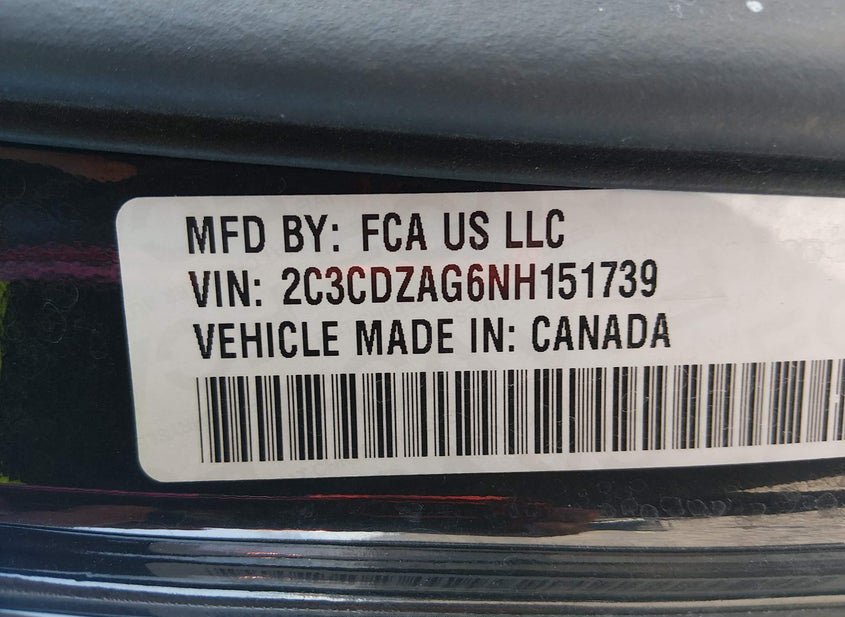 MFD BY: FCA US LLC
VIN: 2C3CDZAG6NH151739
VEHICLE MADE IN: CANADA